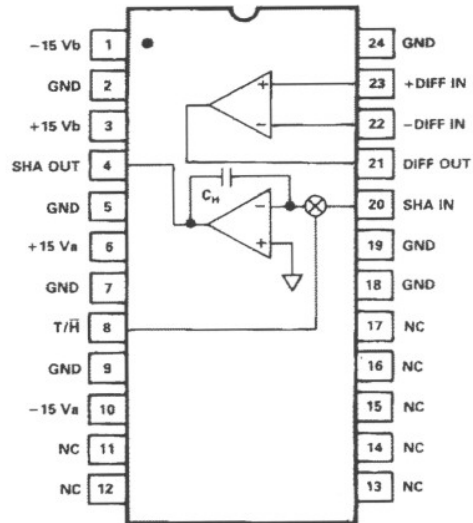 -15 Vb 1
GND 2
+15 Vb 3
SHA OUT 4
GND 5
+15 Va 6
GND 7
T/H̅ 8
GND 9
-15 Va 10
NC 11
NC 12
+
−
C_H
−
+
24 GND
23 +DIFF IN
22 −DIFF IN
21 DIFF OUT
20 SHA IN
19 GND
18 GND
17 NC
16 NC
15 NC
14 NC
13 NC